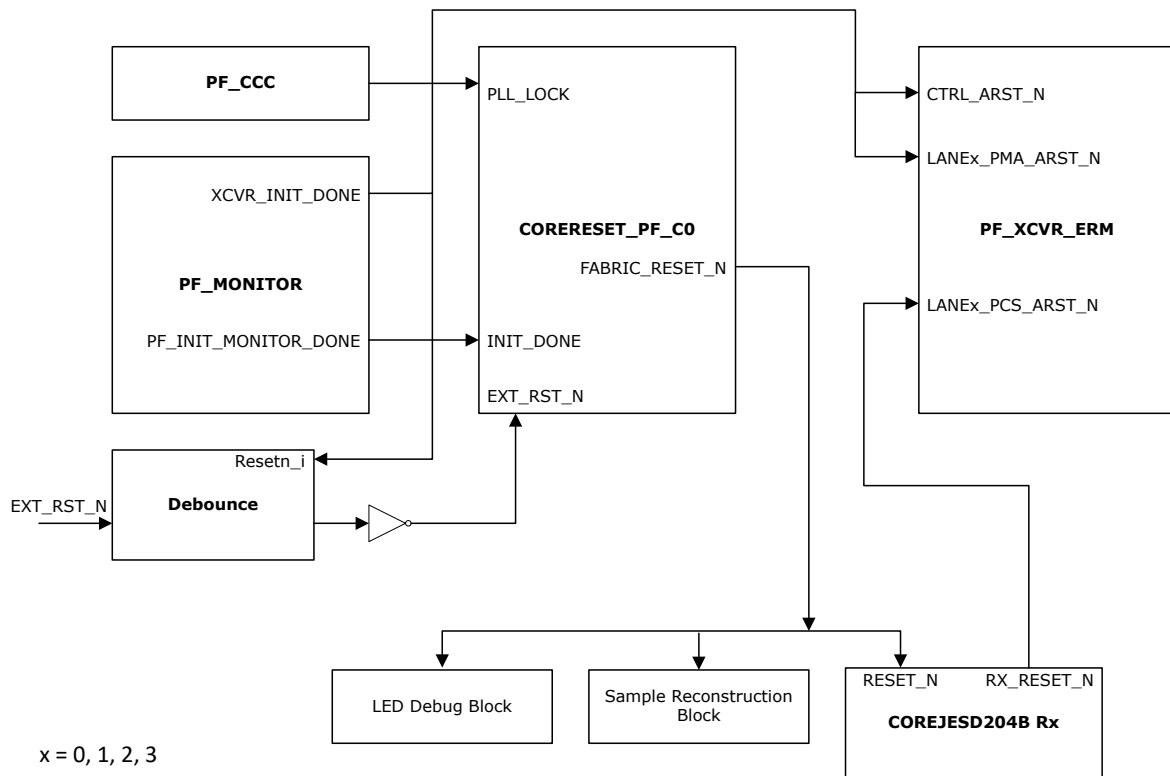 PF_CCC
PLL_LOCK
CTRL_ARST_N
LANEx_PMA_ARST_N
XCVR_INIT_DONE
CORERESET_PF_C0
PF_XCVR_ERM
FABRIC_RESET_N
PF_MONITOR
LANEx_PCS_ARST_N
PF_INIT_MONITOR_DONE
INIT_DONE
EXT_RST_N
Resetn_i
EXT_RST_N
Debounce
RESET_N
RX_RESET_N
LED Debug Block
Sample Reconstruction
Block
COREJESD204B Rx
x = 0, 1, 2, 3